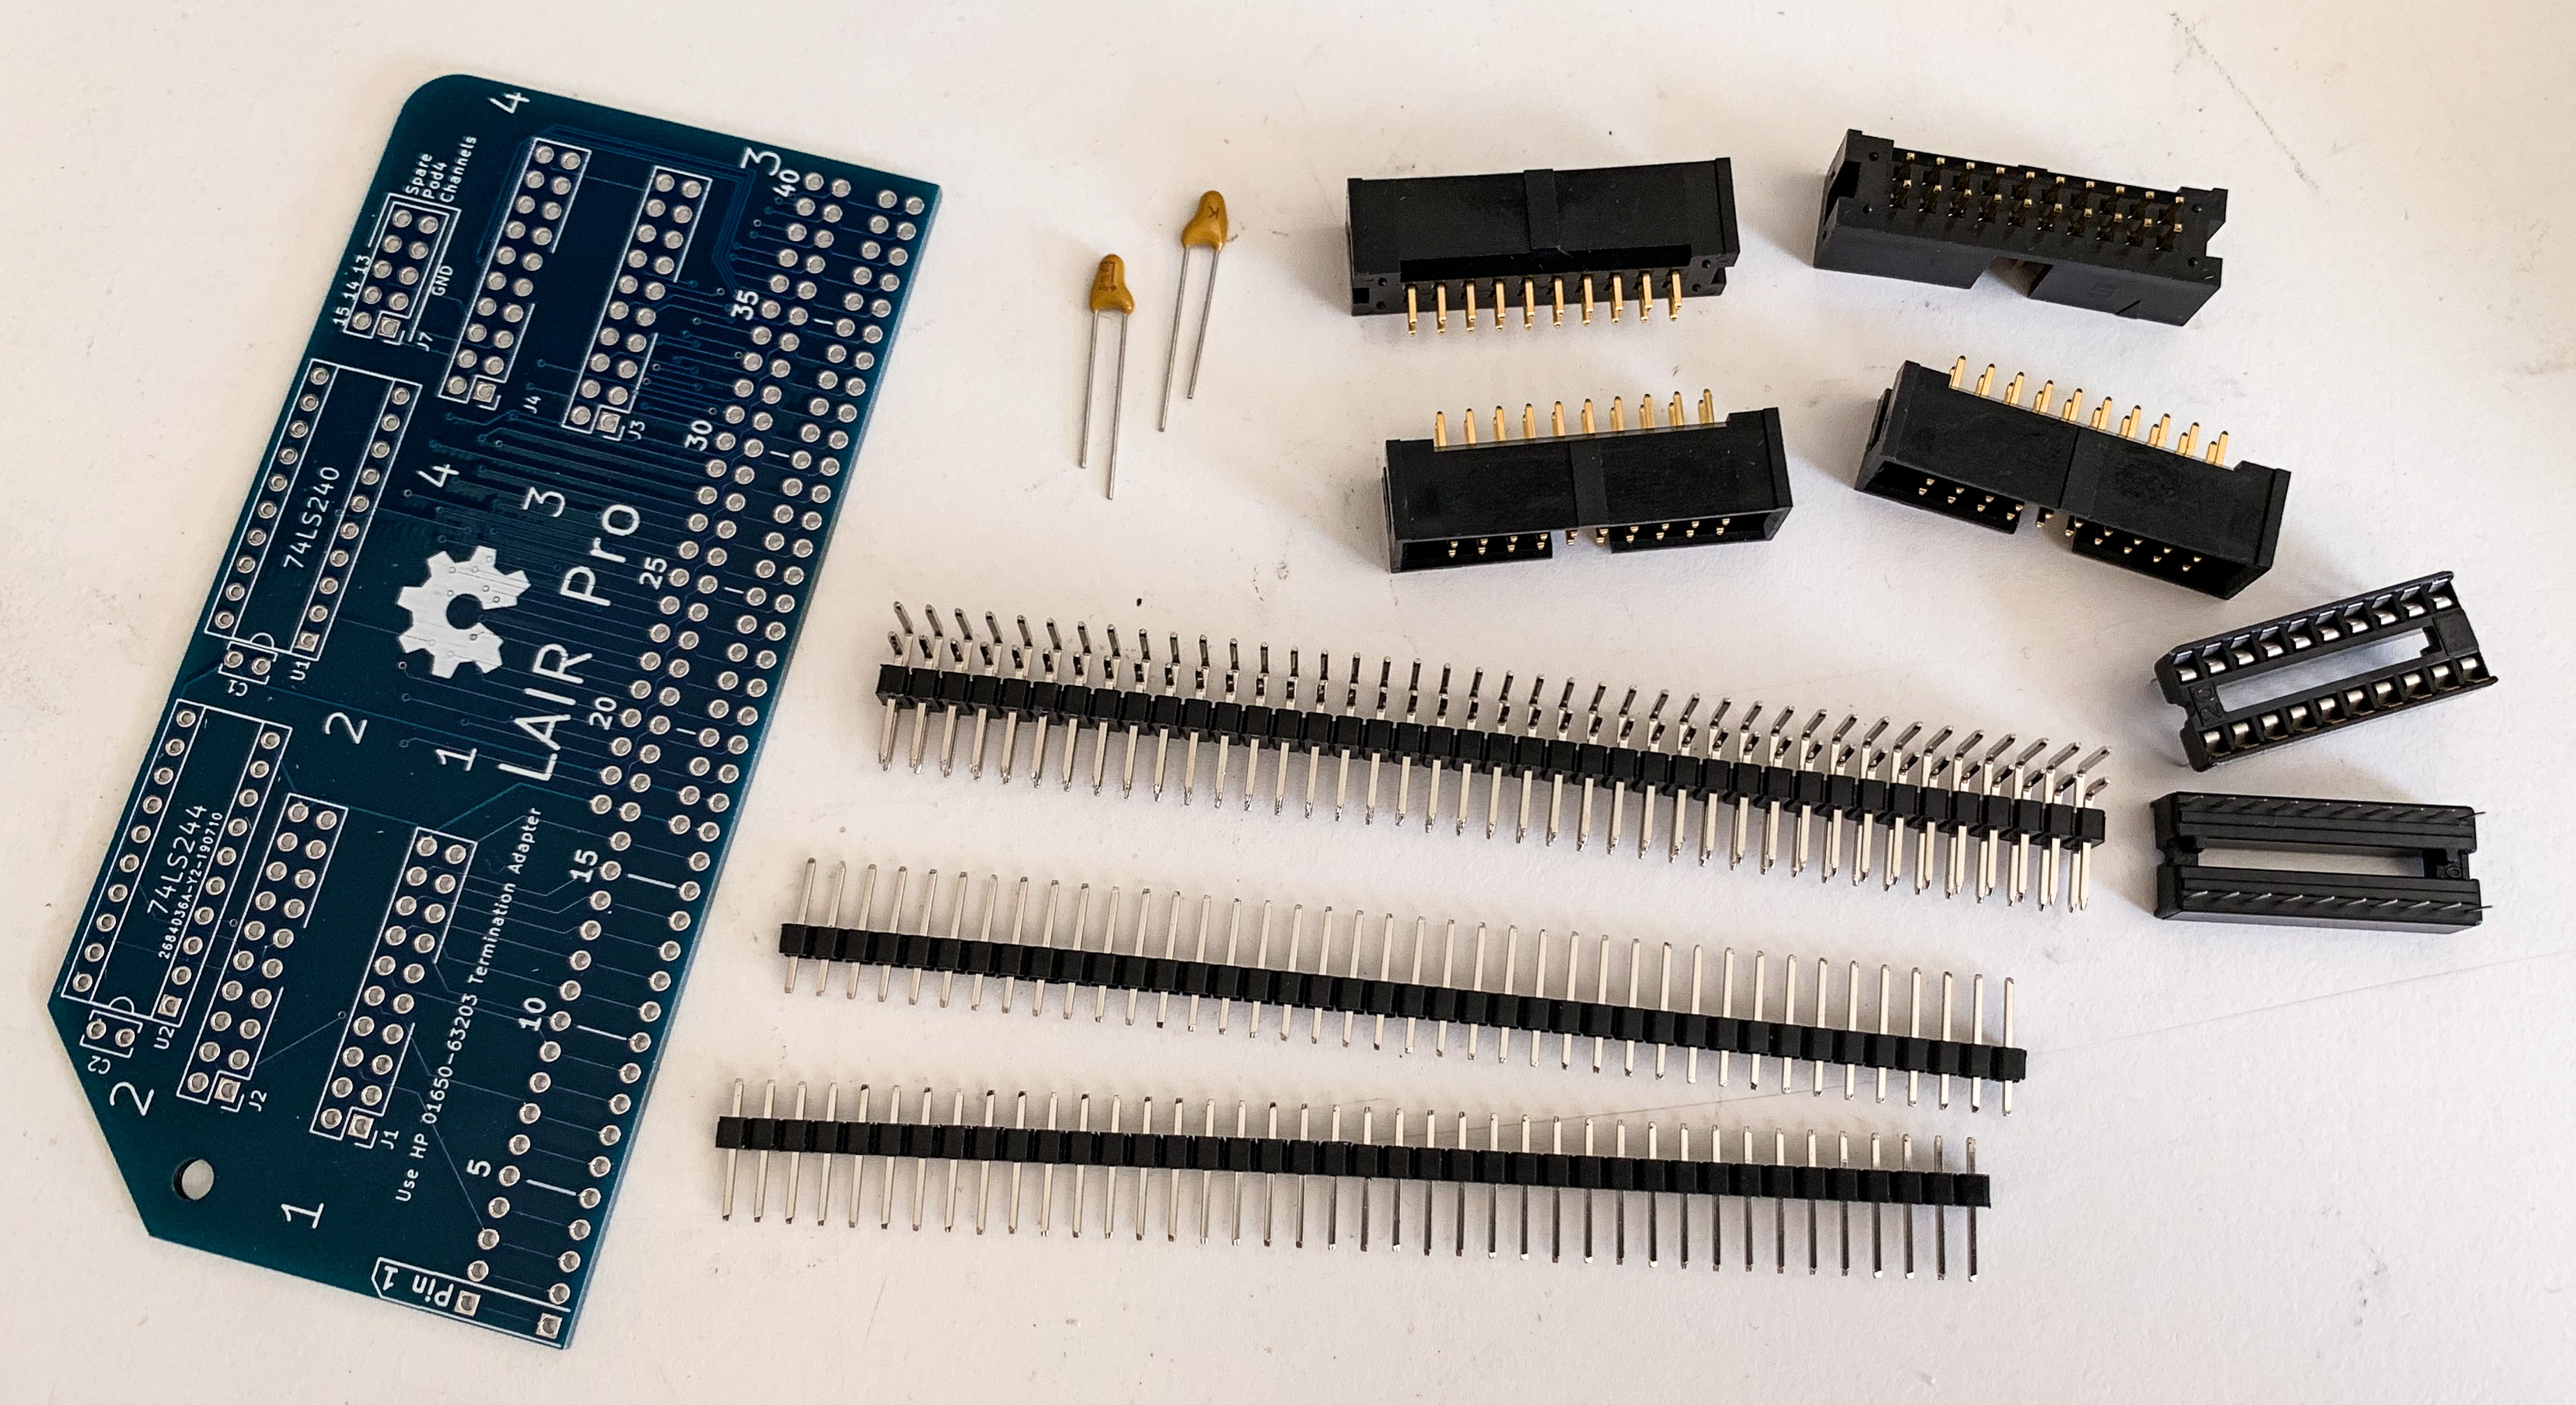 4
3
Spare
Pod4
Channels
15 14 13
GND
J7
J4
J3
40
35
30
25
20
15
10
5
74LS240
U1
C1
4
3
2
1
LAIR Pro
74LS244
2684036A-Y2-190710
U2
C2
J2
J1
Use HP 01650-63203 Termination Adapter
2
1
Pin 1
K
20